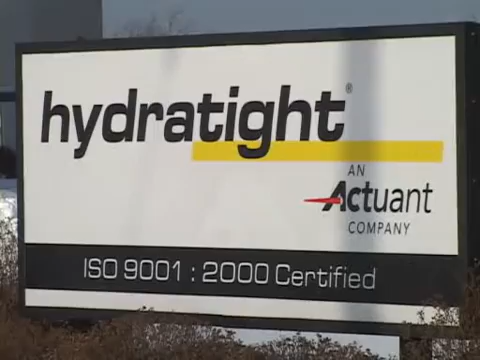 hydratight®
AN
Actuant
COMPANY
ISO 9001 : 2000 Certified